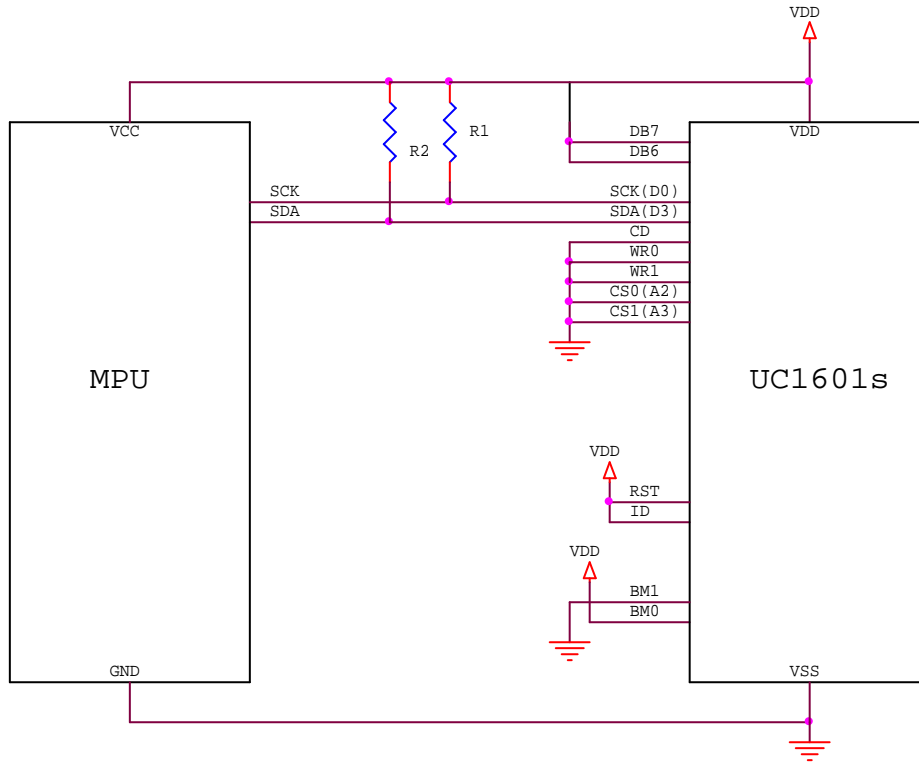 VDD
VCC
VDD
R1
R2
DB7
DB6
SCK
SCK(D0)
SDA
SDA(D3)
CD
WR0
WR1
CS0(A2)
CS1(A3)
MPU
UC1601s
VDD
RST
ID
VDD
BM1
BM0
GND
VSS